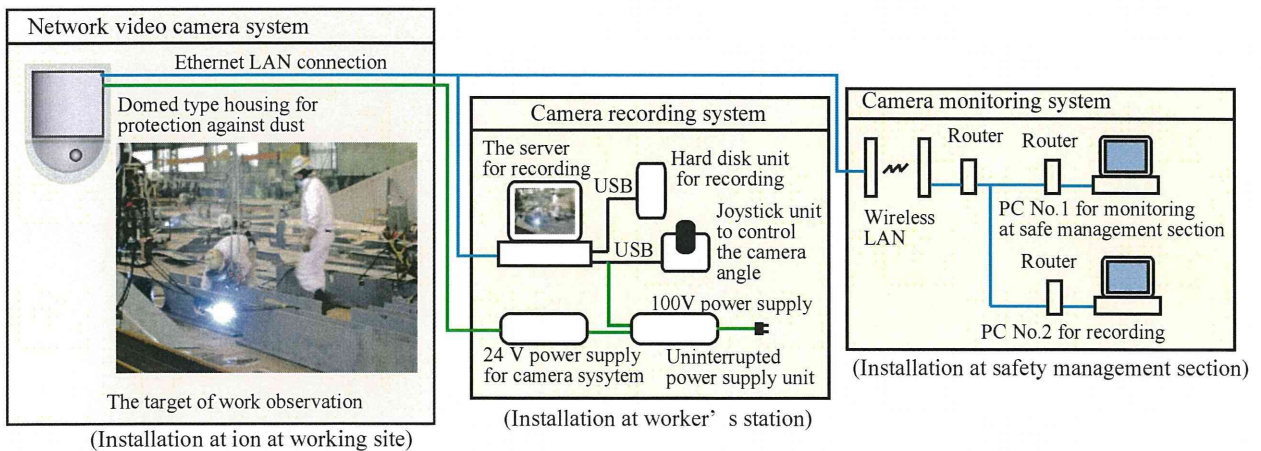 Network video camera system
Ethernet LAN connection
Domed type housing for
protection against dust
The target of work observation
(Installation at ion at working site)
Camera recording system
The server
for recording
USB
Hard disk unit
for recording
USB
Joystick unit
to control
the camera
angle
100V power supply
24 V power supply
for camera sysytem
Uninterrupted
power supply unit
(Installation at worker’ s station)
Camera monitoring system
Router
Router
Wireless
LAN
PC No.1 for monitoring
at safe management section
Router
PC No.2 for recording
(Installation at safety management section)